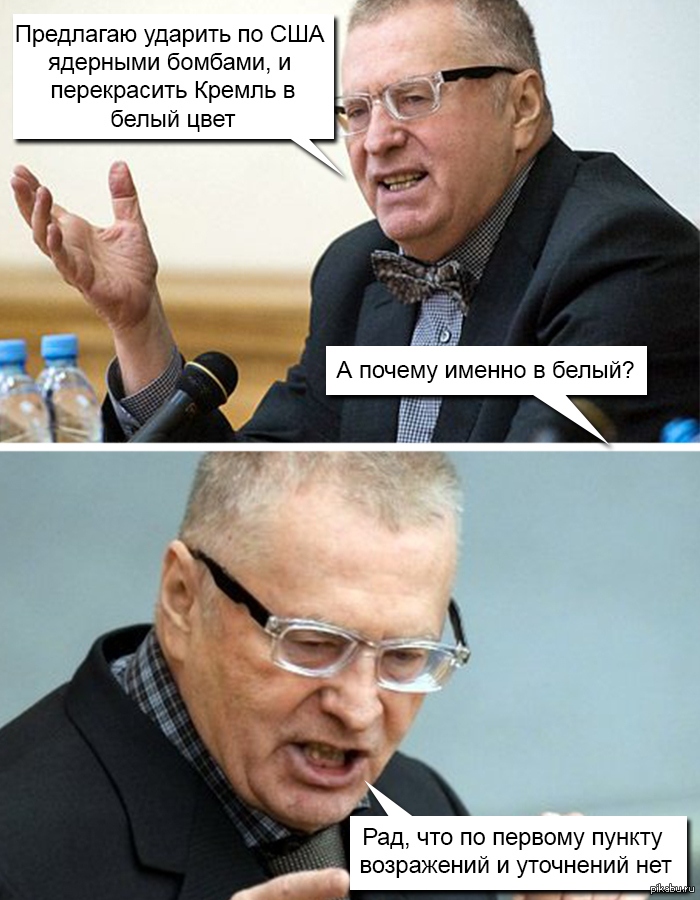 Предлагаю ударить по США
ядерными бомбами, и
перекрасить Кремль в
белый цвет
А почему именно в белый?
Рад, что по первому пункту
возражений и уточнений нет
pikabu.ru